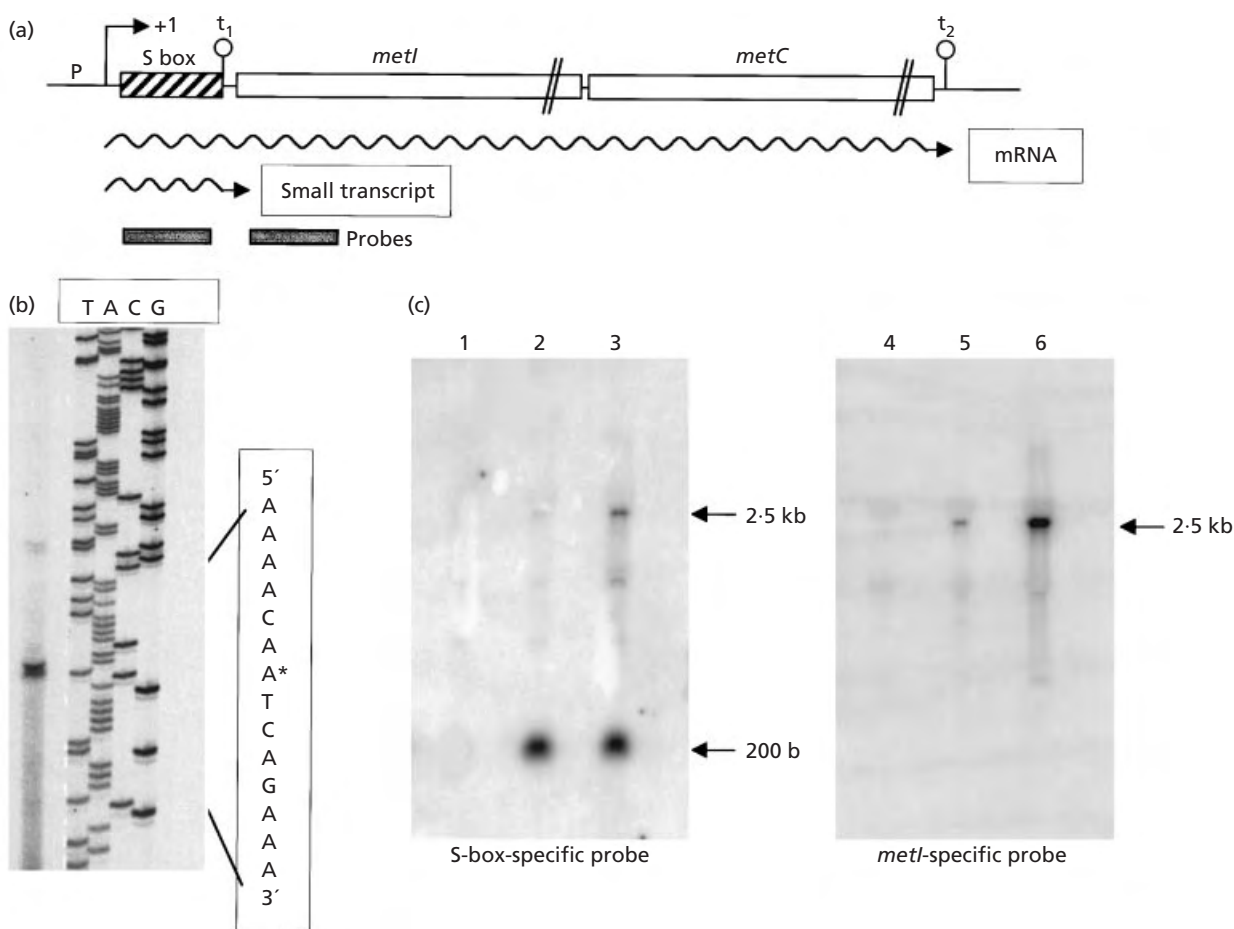 (a)
+1
t1
t2
P
S box
metI
metC
mRNA
Small transcript
Probes
(b)
T A C G
5′
A
A
A
A
C
A
A*
T
C
A
G
A
A
A
3′
(c)
1 2 3
2·5 kb
200 b
S-box-specific probe
4 5 6
2·5 kb
metI-specific probe